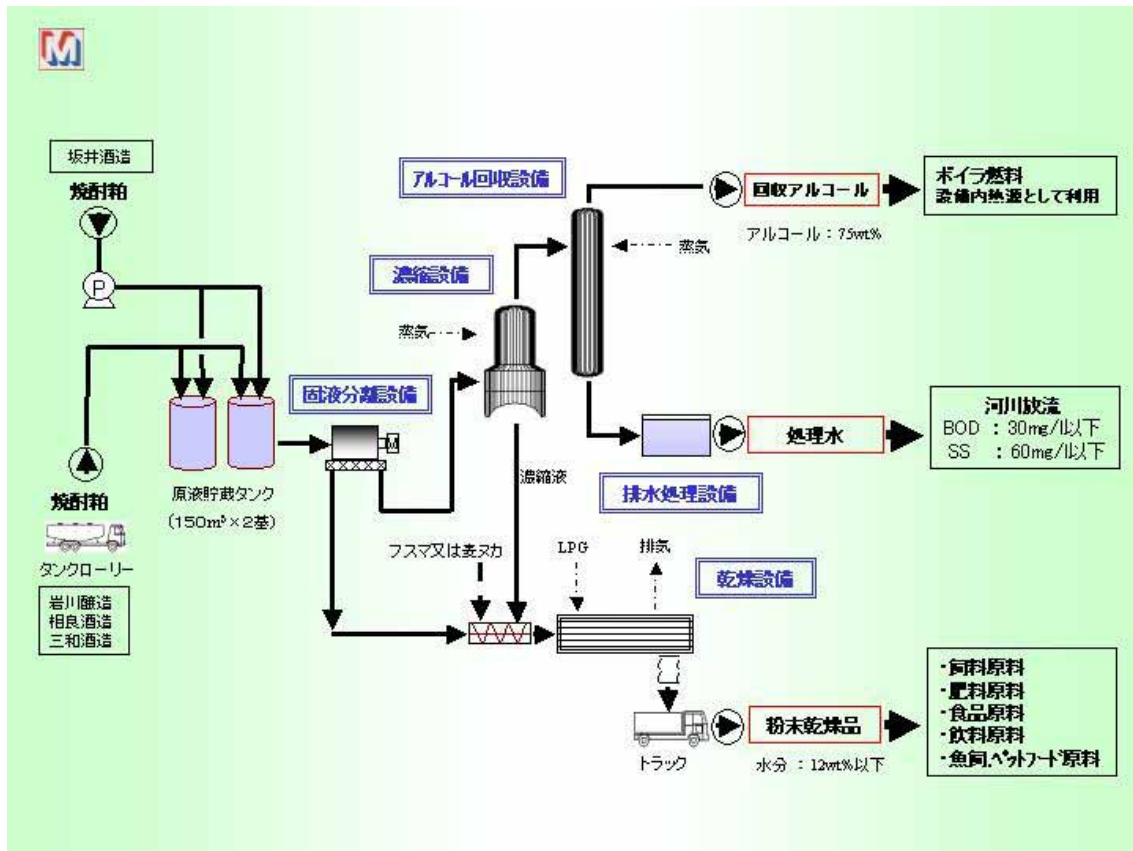 M
坂井酒造
焼酎粕
P
焼酎粕
タンクローリー
岩川醸造
相良酒造
三和酒造
原液貯蔵タンク
(150m³×2基)
固液分離設備
M
濃縮設備
蒸気
アルコール回収設備
蒸気
濃縮液
フスマ又は麦ヌカ
LPG
排気
乾燥設備
排水処理設備
回収アルコール
アルコール：75wt%
ボイラ燃料
設備内熱源として利用
処理水
河川放流
BOD ：30mg/l以下
SS ：60mg/l以下
トラック
粉末乾燥品
水分 ：12wt%以下
・飼料原料
・肥料原料
・食品原料
・飲料原料
・魚飼,ペットフード原料